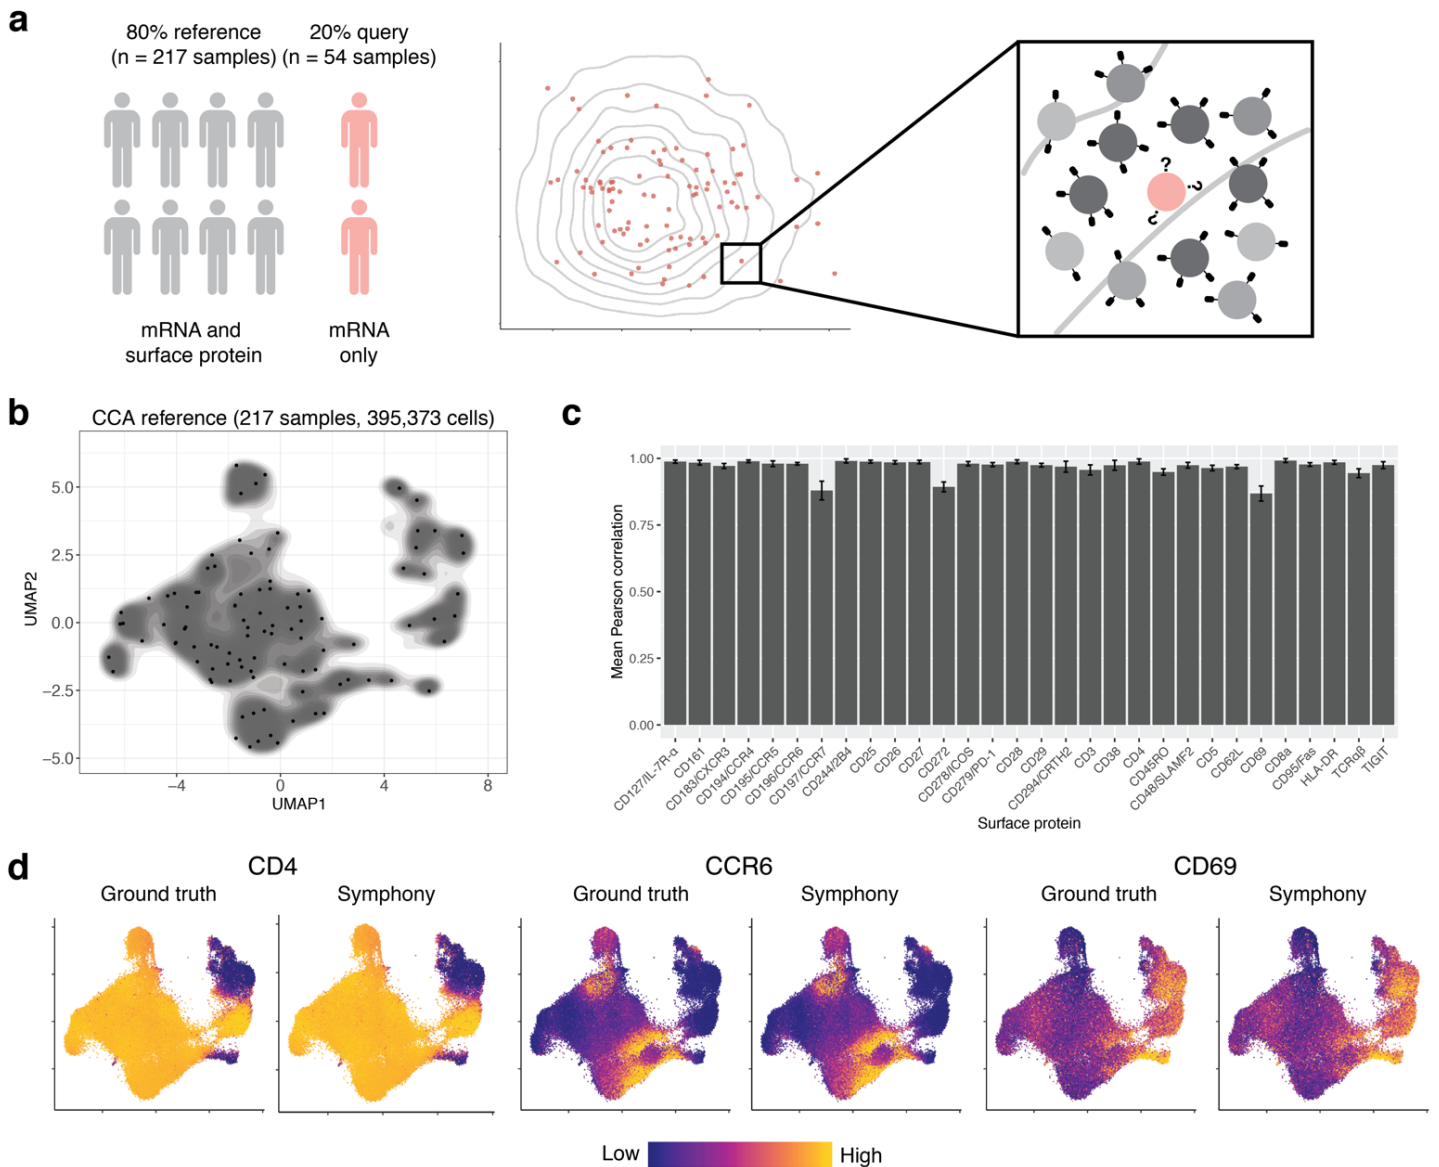 a
80% reference
(n = 217 samples)
20% query
(n = 54 samples)
mRNA and
surface protein
mRNA
only
?
?
?
b
CCA reference (217 samples, 395,373 cells)
UMAP2
5.0
2.5
0.0
−2.5
−5.0
−4
0
4
8
UMAP1
c
Mean Pearson correlation
1.00
0.75
0.50
0.25
0.00
CD127/IL-7R-α
CD161
CD183/CXCR3
CD194/CCR4
CD195/CCR5
CD196/CCR6
CD197/CCR7
CD244/2B4
CD25
CD26
CD27
CD272
CD278/ICOS
CD279/PD-1
CD28
CD29
CD294/CRTH2
CD3
CD38
CD4
CD45RO
CD48/SLAMF2
CD5
CD62L
CD69
CD8a
CD95/Fas
HLA-DR
TCRαβ
TIGIT
Surface protein
d
CD4
Ground truth
Symphony
CCR6
Ground truth
Symphony
CD69
Ground truth
Symphony
Low
High